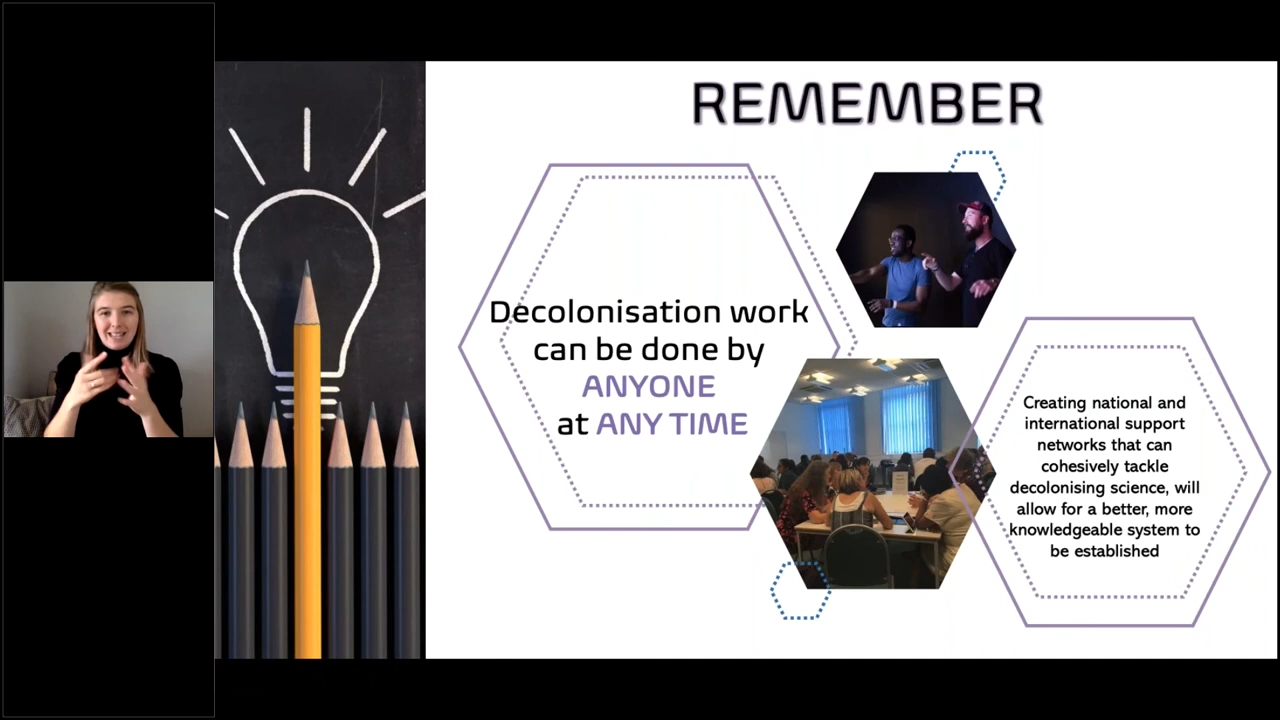 REMEMBER
Decolonisation work
can be done by
ANYONE
at ANY TIME
Creating national and
international support
networks that can
cohesively tackle
decolonising science, will
allow for a better, more
knowledgeable system to
be established